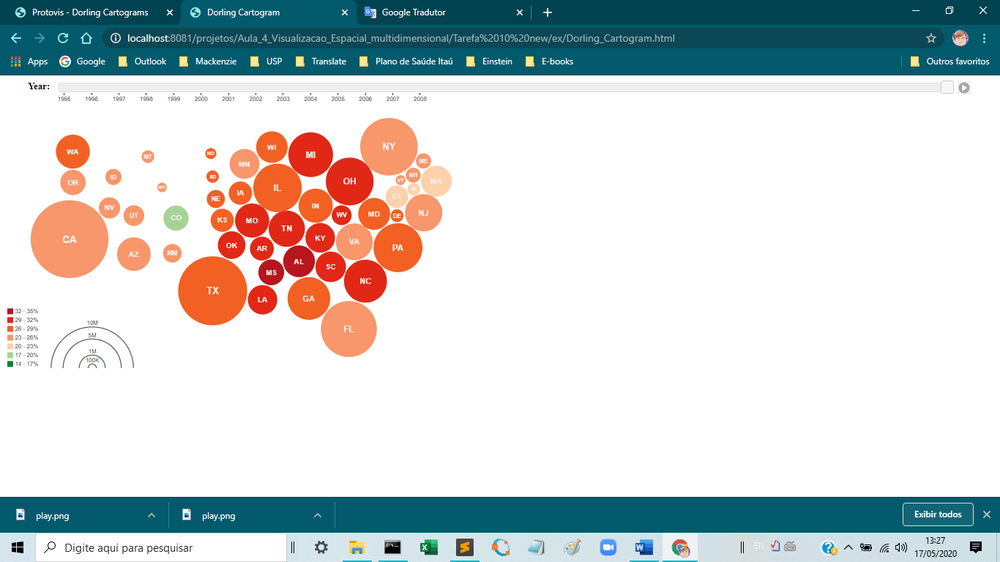 Protovis - Dorling Cartograms
Dorling Cartogram
Google Tradutor
localhost:8081/projetos/Aula_4_Visualizacao_Espacial_multidimensional/Tarefa%2010%20new/ex/Dorling_Cartogram.html
Apps Google Outlook Mackenzie USP Translate Plano de Saúde Itaú Einstein E-books Outros favoritos
Year:
1995 1996 1997 1998 1999 2000 2001 2002 2003 2004 2005 2006 2007 2008
WA
MT
ND
WI
MI
NY
OR
ID
WY
SD
MN
IL
OH
ME
NH
VT
MA
CA
NV
UT
CO
NE
IA
IN
WV
MD
DE
CT
RI
NJ
KS
MO
TN
KY
VA
PA
AZ
NM
OK
AR
AL
SC
NC
TX
MS
LA
GA
FL
32 - 35%
29 - 32%
26 - 29%
23 - 26%
20 - 23%
17 - 20%
14 - 17%
10M
5M
1M
100K
play.png
play.png
Exibir todos
Digite aqui para pesquisar
EN
13:27
17/05/2020